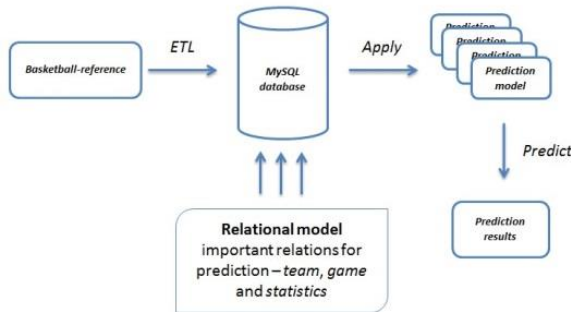 ETL
Apply
Basketball-reference
MySQL
database
Prediction
Prediction
Prediction
Prediction
model
Predict
Relational model
important relations for
prediction – team, game
and statistics
Prediction
results